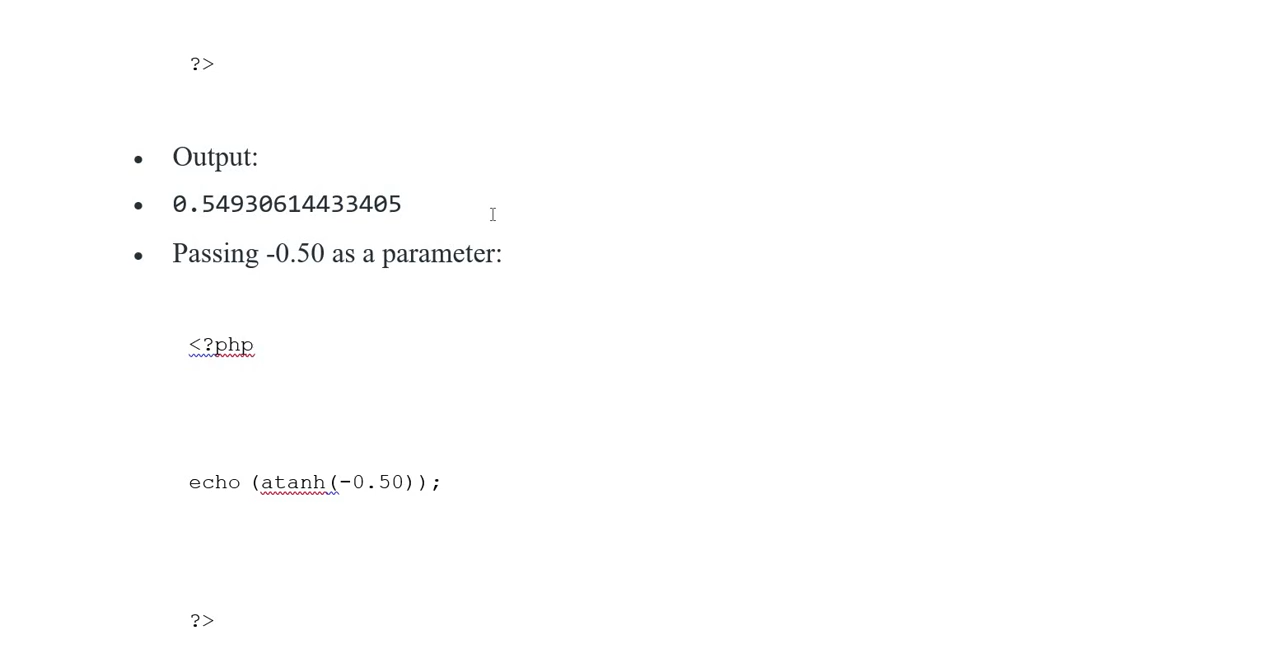 ?>
• Output:
• 0.54930614433405
• Passing -0.50 as a parameter:
<?php
echo (atanh(-0.50));
?>